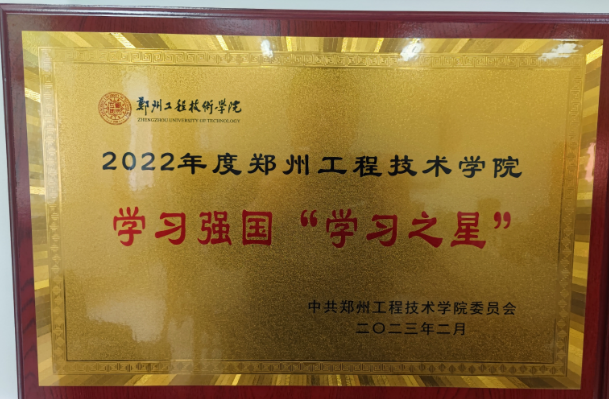 郑州工程技術学院
ZHENGZHOU UNIVERSITY OF TECHNOLOGY
2022年度郑州工程技术学院
学习强国“学习之星”
中共郑州工程技术学院委员会
二〇二三年二月